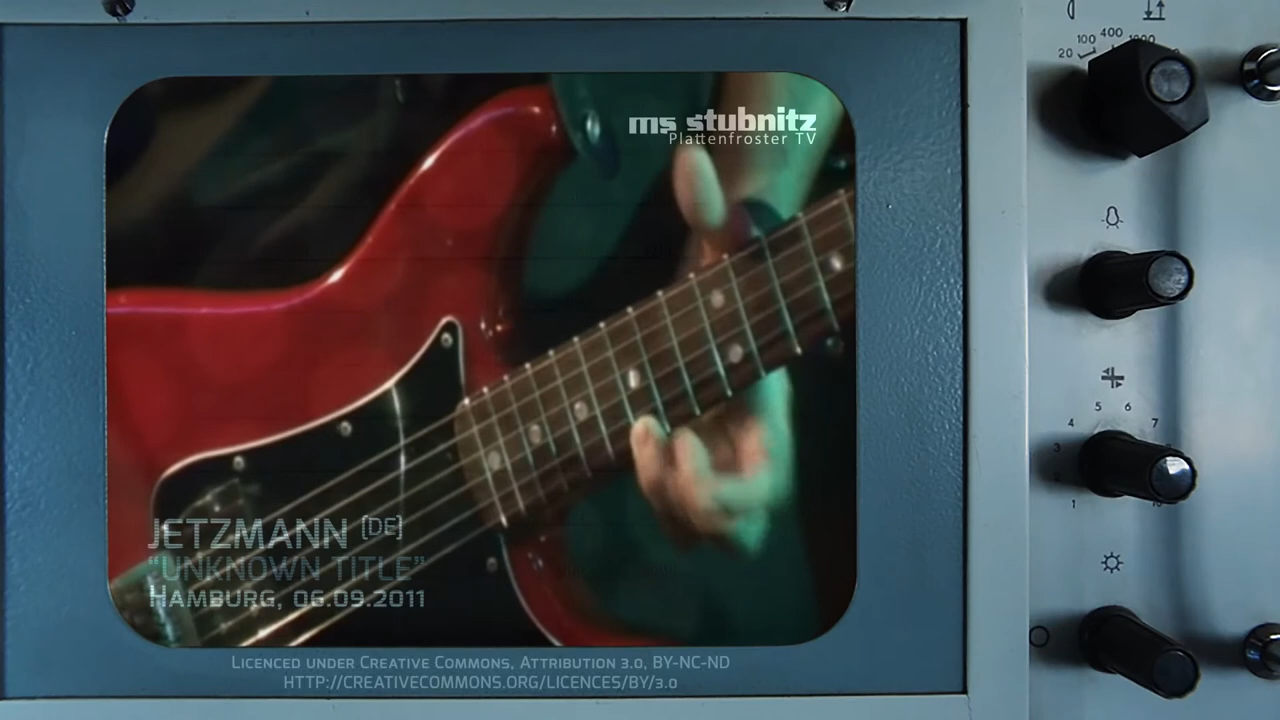 ms stubnitz
Plattenfroster TV
JETZMANN [DE]
"UNKNOWN TITLE"
HAMBURG, 06.09.2011
LICENCED UNDER CREATIVE COMMONS, ATTRIBUTION 3.0, BY-NC-ND
HTTP://CREATIVECOMMONS.ORG/LICENCES/BY/3.0
20 100 400
5 6
4 7
3
1